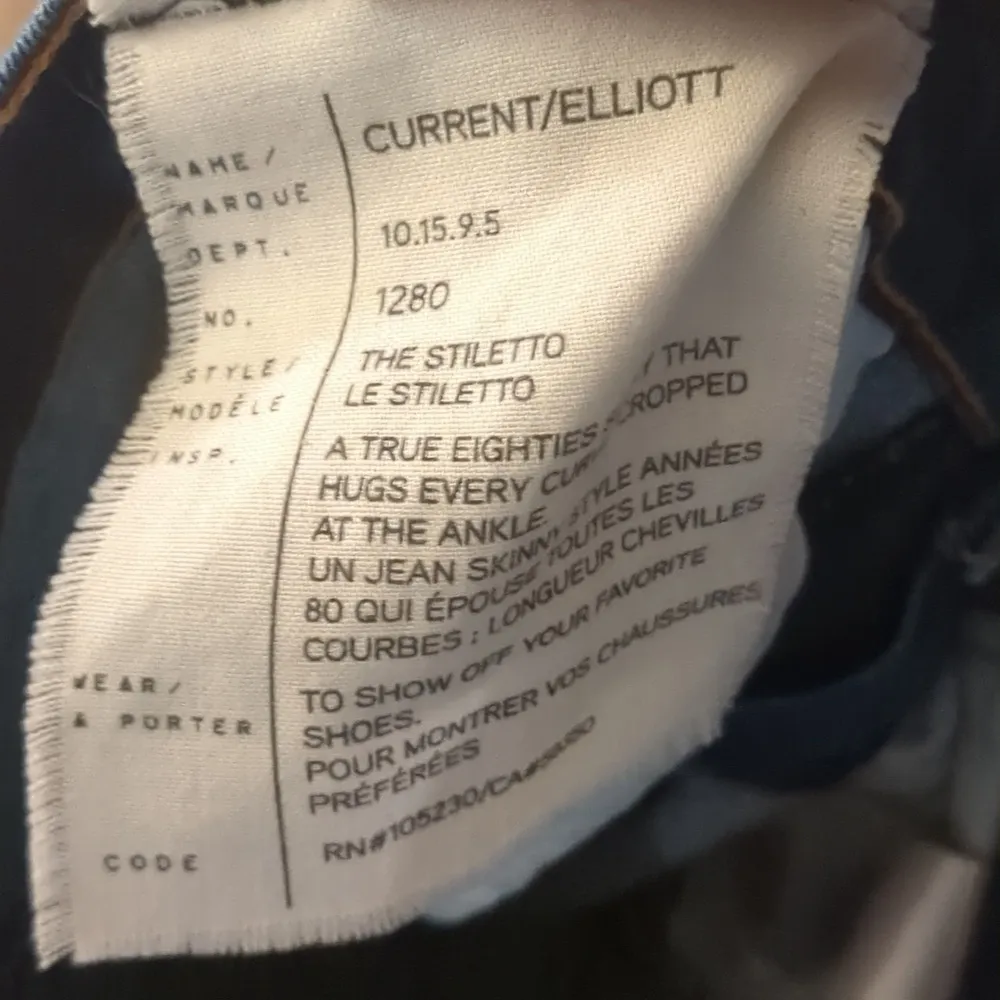 NAME / CURRENT/ELLIOTT
MARQUE
DEPT. 10.15.9.5
NO. 1280
STYLE / THE STILETTO
MODÈLE LE STILETTO
INSP. A TRUE EIGHTIES THAT
HUGS EVERY CROPPED
AT THE ANKLE.
UN JEAN SKINNY STYLE ANNÉES
80 QUI ÉPOUSE TOUTES LES
COURBES : LONGUEUR CHEVILLES
WEAR / TO SHOW OFF YOUR FAVORITE
& PORTER SHOES.
POUR MONTRER VOS CHAUSSURES
PRÉFÉRÉES
CODE RN#105230/CA#